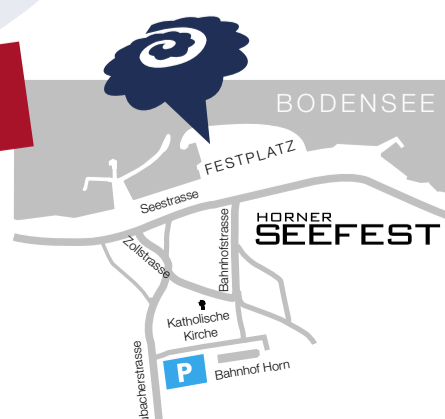 BODENSEE
FESTPLATZ
Seestrasse
HORNER
SEEFEST
Zollstrasse
Bahnhofstrasse
Katholische
Kirche
P
Bahnhof Horn